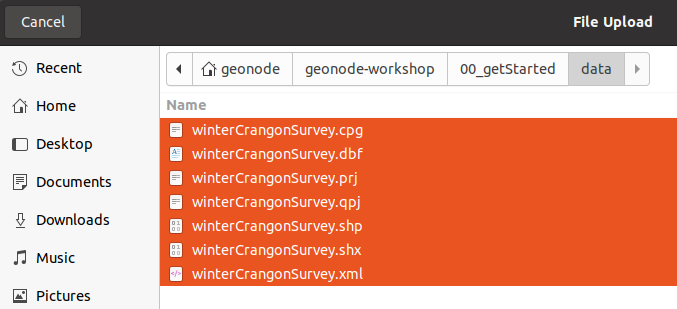 Cancel
File Upload
Recent
Home
Desktop
Documents
Downloads
Music
Pictures
geonode geonode-workshop 00_getStarted data
Name
winterCrangonSurvey.cpg
winterCrangonSurvey.dbf
winterCrangonSurvey.prj
winterCrangonSurvey.qpj
winterCrangonSurvey.shp
winterCrangonSurvey.shx
winterCrangonSurvey.xml